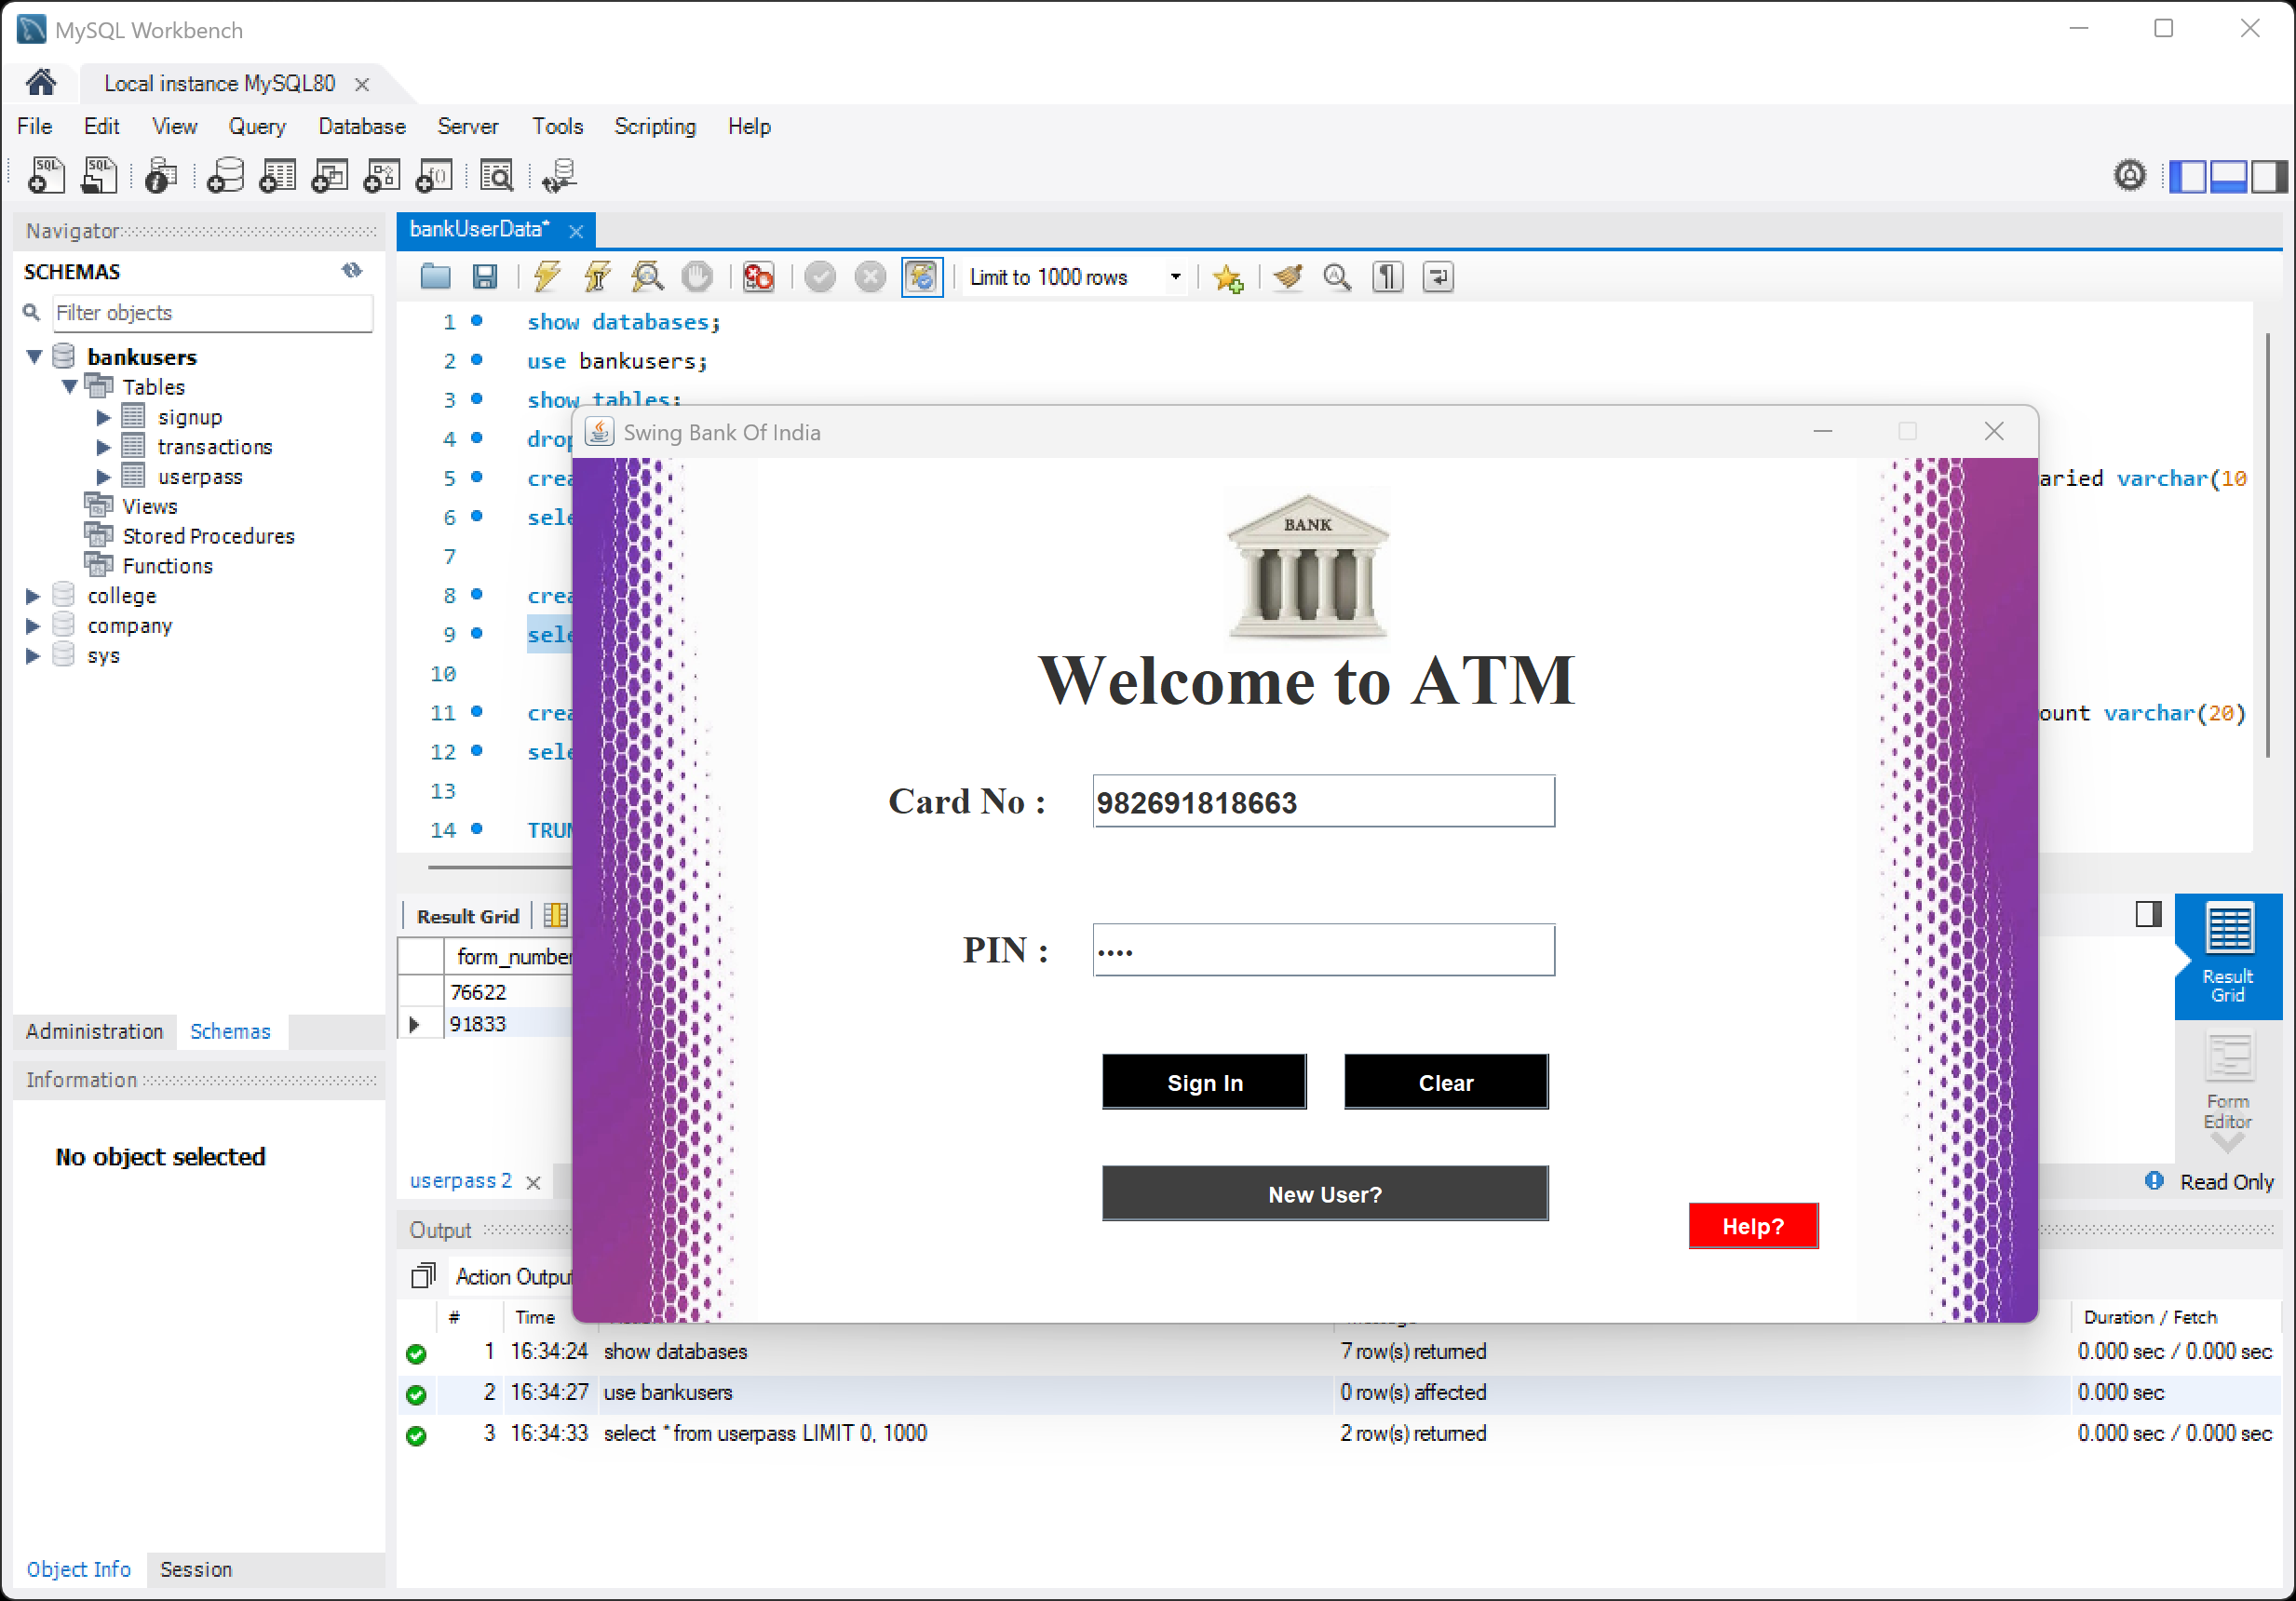 MySQL Workbench
Local instance MySQL80
File Edit View Query Database Server Tools Scripting Help
Navigator
SCHEMAS
Filter objects
bankusers
Tables
signup
transactions
userpass
Views
Stored Procedures
Functions
college
company
sys
Administration Schemas
Information
No object selected
Object Info Session
bankUserData*
Limit to 1000 rows
1 show databases;
2 use bankusers;
3 show tables;
4 drop
5 crea aried varchar(10
6 sele
7
8 crea
9 sele
10
11 crea ount varchar(20)
12 sele
13
14 TRUN
Swing Bank Of India
BANK
Welcome to ATM
Card No : 982691818663
PIN : ....
Sign In Clear
New User?
Help?
Result Grid
form_number
76622
91833
Result
Grid
Form
Editor
userpass 2
Read Only
Output
Action Output
# Time Duration / Fetch
1 16:34:24 show databases 7 row(s) returned 0.000 sec / 0.000 sec
2 16:34:27 use bankusers 0 row(s) affected 0.000 sec
3 16:34:33 select * from userpass LIMIT 0, 1000 2 row(s) returned 0.000 sec / 0.000 sec